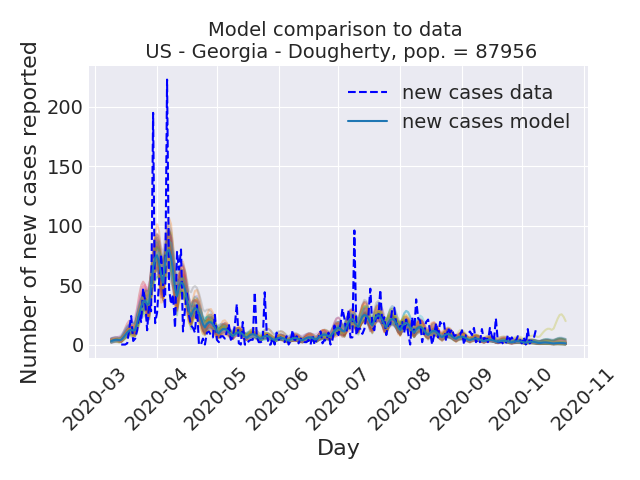 Model comparison to data
US - Georgia - Dougherty, pop. = 87956
Number of new cases reported
200
150
100
50
0
new cases data
new cases model
2020-03
2020-04
2020-05
2020-06
2020-07
2020-08
2020-09
2020-10
2020-11
Day